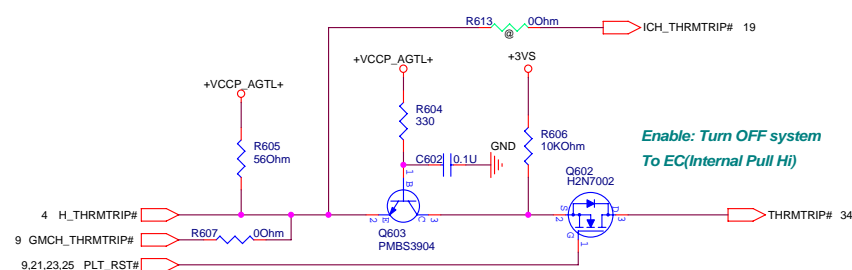 R613 0Ohm
@
ICH_THRMTRIP# 19
+VCCP_AGTL+
+3VS
+VCCP_AGTL+
R604
330
R605
56Ohm
C602 0.1U
GND
R606
10KOhm
Enable: Turn OFF system
To EC(Internal Pull Hi)
Q602
H2N7002
1
B
4 H_THRMTRIP#
2
E
C
3
S
2
D
3
THRMTRIP# 34
9 GMCH_THRMTRIP#
R607 0Ohm
Q603
PMBS3904
G
1
9,21,23,25 PLT_RST#